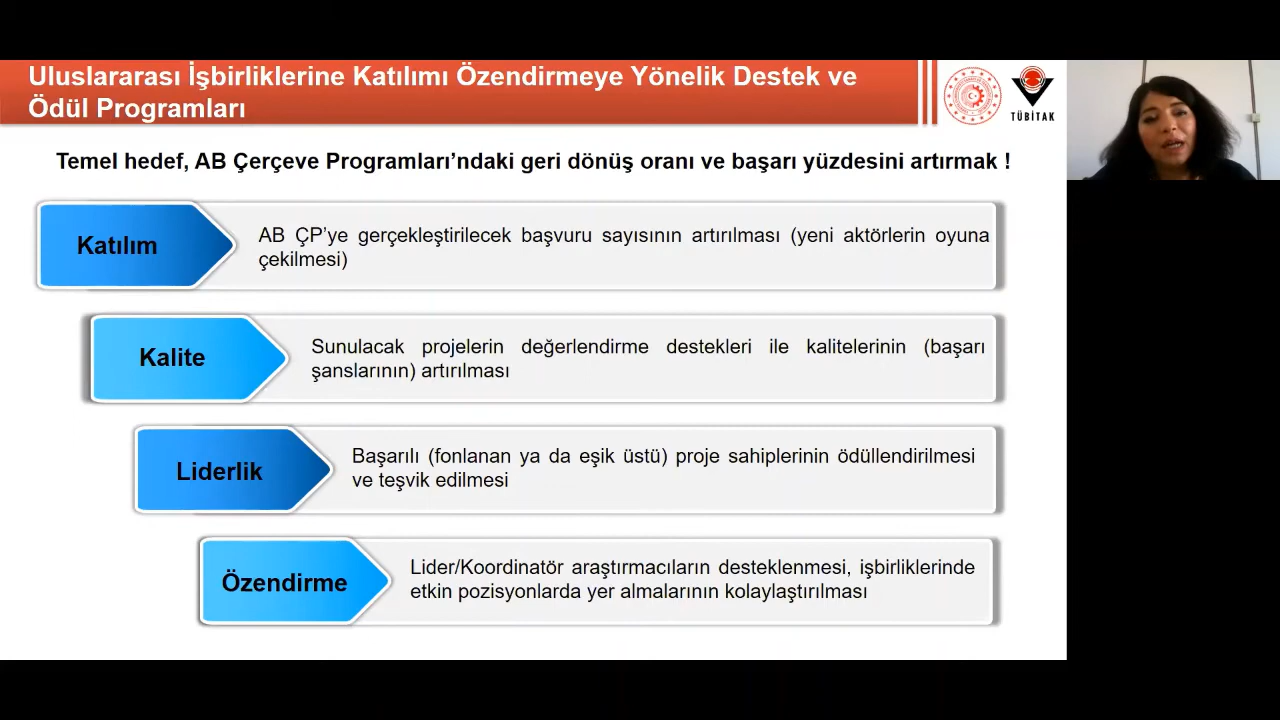 Uluslararası İşbirliklerine Katılımı Özendirmeye Yönelik Destek ve
Ödül Programları
TÜBİTAK
Temel hedef, AB Çerçeve Programları’ndaki geri dönüş oranı ve başarı yüzdesini artırmak !
Katılım
AB ÇP’ye gerçekleştirilecek başvuru sayısının artırılması (yeni aktörlerin oyuna
çekilmesi)
Kalite
Sunulacak projelerin değerlendirme destekleri ile kalitelerinin (başarı
şanslarının) artırılması
Liderlik
Başarılı (fonlanan ya da eşik üstü) proje sahiplerinin ödüllendirilmesi
ve teşvik edilmesi
Özendirme
Lider/Koordinatör araştırmacıların desteklenmesi, işbirliklerinde
etkin pozisyonlarda yer almalarının kolaylaştırılması